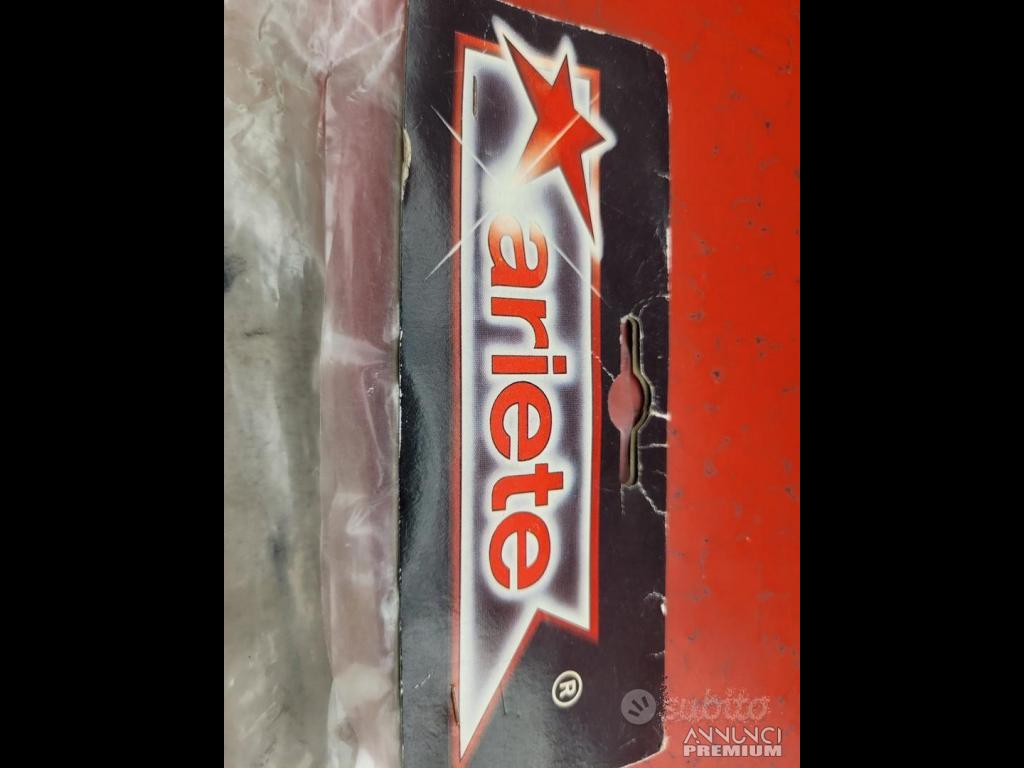 ariete
®
subito
ANNUNCI
PREMIUM